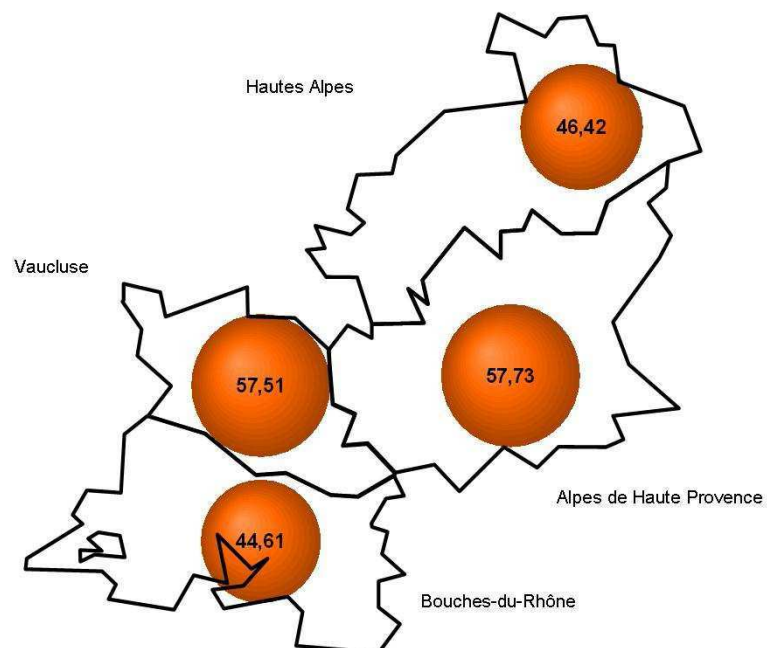 Hautes Alpes
46,42
Vaucluse
57,51
57,73
Alpes de Haute Provence
44,61
Bouches-du-Rhône